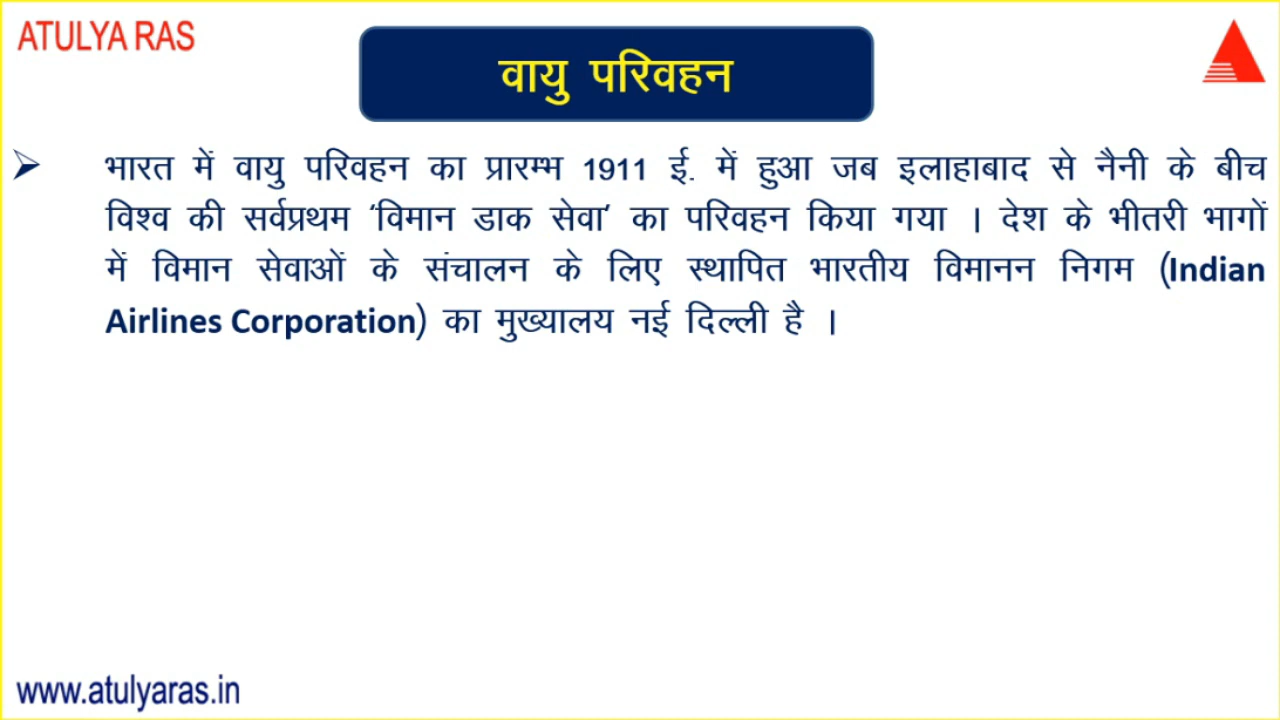 ATULYA RAS
वायु परिवहन
भारत में वायु परिवहन का प्रारम्भ 1911 ई. में हुआ जब इलाहाबाद से नैनी के बीच
विश्व की सर्वप्रथम ‘विमान डाक सेवा’ का परिवहन किया गया । देश के भीतरी भागों
में विमान सेवाओं के संचालन के लिए स्थापित भारतीय विमानन निगम (Indian
Airlines Corporation) का मुख्यालय नई दिल्ली है ।
www.atulyaras.in